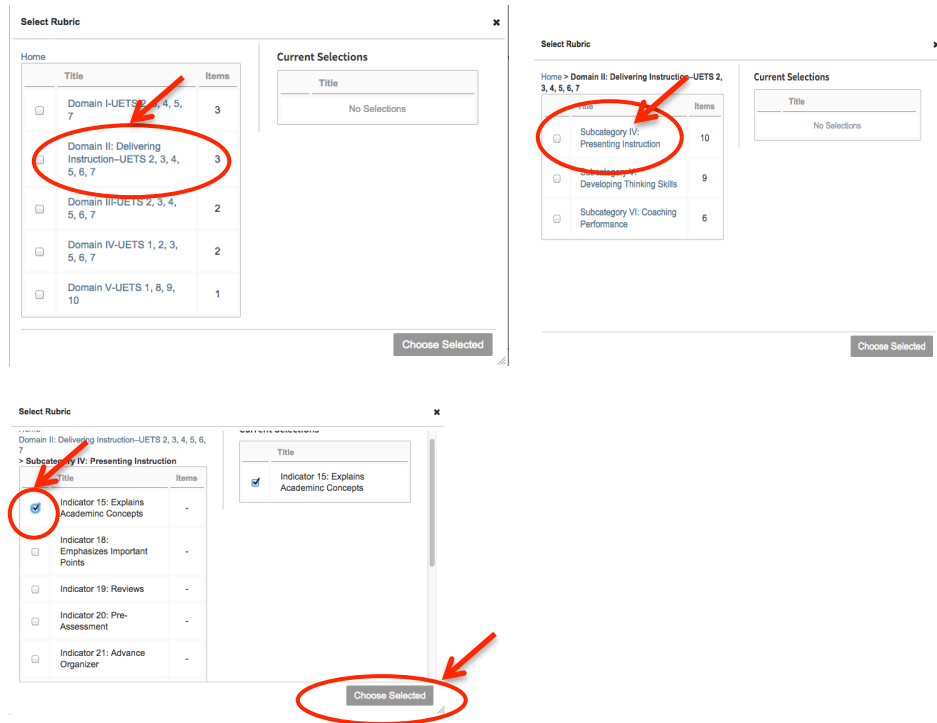 Select Rubric
Home
Title Items
Domain I-UETS 2, 3, 4, 5,
7
3
Domain II: Delivering
Instruction–UETS 2, 3, 4,
5, 6, 7
3
Domain III-UETS 2, 3, 4,
5, 6, 7
2
Domain IV-UETS 1, 2, 3,
5, 6, 7
2
Domain V-UETS 1, 8, 9,
10
1
Current Selections
Title
No Selections
Choose Selected
Select Rubric
Home > Domain II: Delivering Instruction–UETS 2,
3, 4, 5, 6, 7
Title Items
Subcategory IV:
Presenting Instruction
10
Subcategory V:
Developing Thinking Skills
9
Subcategory VI: Coaching
Performance
6
Current Selections
Title
No Selections
Choose Selected
Select Rubric
Home
Domain II: Delivering Instruction–UETS 2, 3, 4, 5, 6,
7
> Subcategory IV: Presenting Instruction
Title Items
Indicator 15: Explains
Academinc Concepts
-
Indicator 18:
Emphasizes Important
Points
-
Indicator 19: Reviews -
Indicator 20: Pre-
Assessment
-
Indicator 21: Advance
Organizer
-
Current Selections
Title
Indicator 15: Explains
Academinc Concepts
Choose Selected